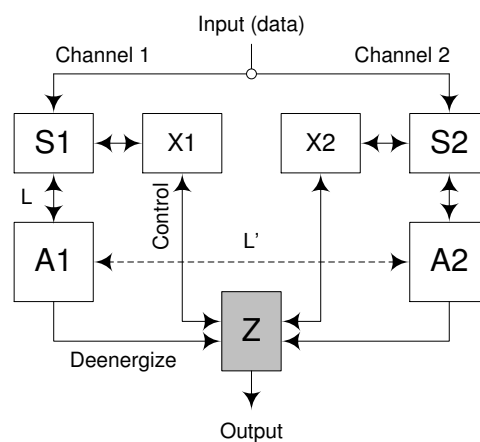 Input (data)
Channel 1
Channel 2
S1
X1
X2
S2
L
Control
L'
A1
A2
Z
Deenergize
Output